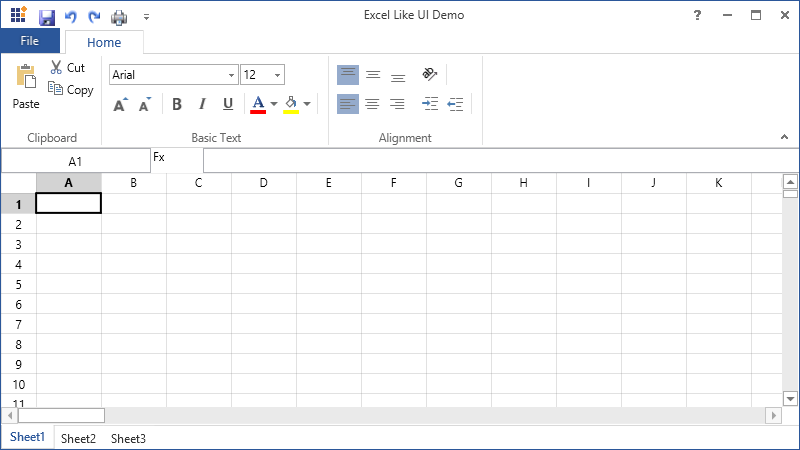 Excel Like UI Demo
?
File Home
Paste
Cut
Copy
Clipboard
Arial 12
A A B I U A
Basic Text
ab
Alignment
A1 Fx
A B C D E F G H I J K
1
2
3
4
5
6
7
8
9
10
11
Sheet1 Sheet2 Sheet3